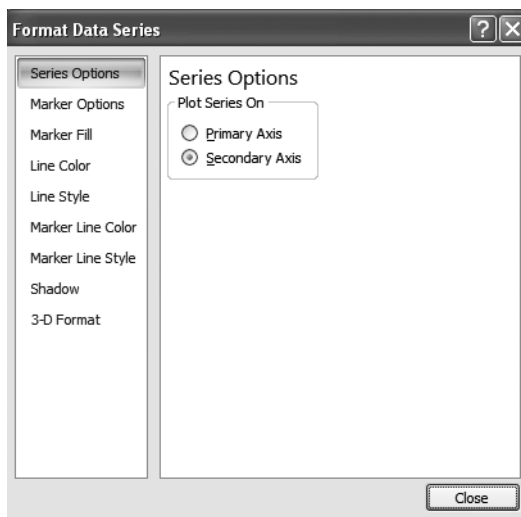 Format Data Series
Series Options
Marker Options
Marker Fill
Line Color
Line Style
Marker Line Color
Marker Line Style
Shadow
3-D Format
Series Options
Plot Series On
Primary Axis
Secondary Axis
Close